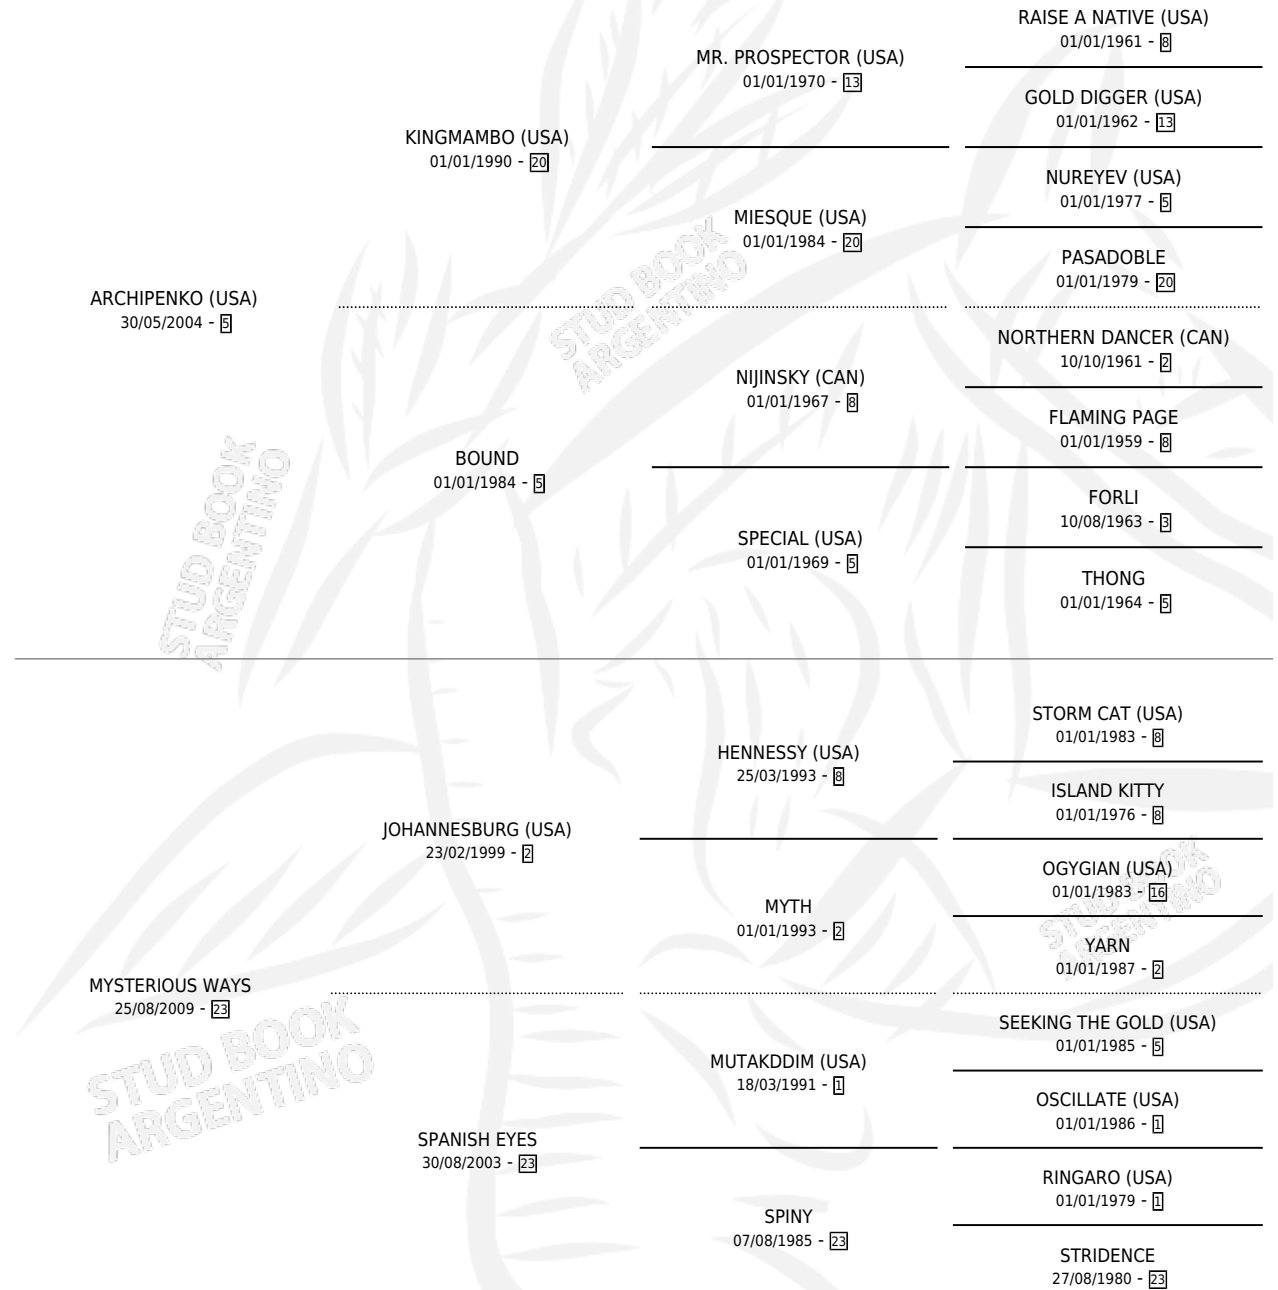 RAISE A NATIVE (USA)
01/01/1961 - 8
MR. PROSPECTOR (USA)
01/01/1970 - 13
GOLD DIGGER (USA)
01/01/1962 - 13
KINGMAMBO (USA)
01/01/1990 - 20
NUREYEV (USA)
01/01/1977 - 5
MIESQUE (USA)
01/01/1984 - 20
PASADOBLE
01/01/1979 - 20
ARCHIPENKO (USA)
30/05/2004 - 5
NORTHERN DANCER (CAN)
10/10/1961 - 2
NIJINSKY (CAN)
01/01/1967 - 8
FLAMING PAGE
01/01/1959 - 8
BOUND
01/01/1984 - 5
FORLI
10/08/1963 - 3
SPECIAL (USA)
01/01/1969 - 5
THONG
01/01/1964 - 5
STUD BOOK
ARGENTINO
STUD BOOK
ARGENTINO
STORM CAT (USA)
01/01/1983 - 8
HENNESSY (USA)
25/03/1993 - 8
ISLAND KITTY
01/01/1976 - 8
JOHANNESBURG (USA)
23/02/1999 - 2
OGYGIAN (USA)
01/01/1983 - 16
MYTH
01/01/1993 - 2
YARN
01/01/1987 - 2
MYSTERIOUS WAYS
25/08/2009 - 23
SEEKING THE GOLD (USA)
01/01/1985 - 5
MUTAKDDIM (USA)
18/03/1991 - 1
OSCILLATE (USA)
01/01/1986 - 1
SPANISH EYES
30/08/2003 - 23
RINGARO (USA)
01/01/1979 - 1
SPINY
07/08/1985 - 23
STRIDENCE
27/08/1980 - 23
STUD BOOK
ARGENTINO
STUD BOOK
ARGENTINO